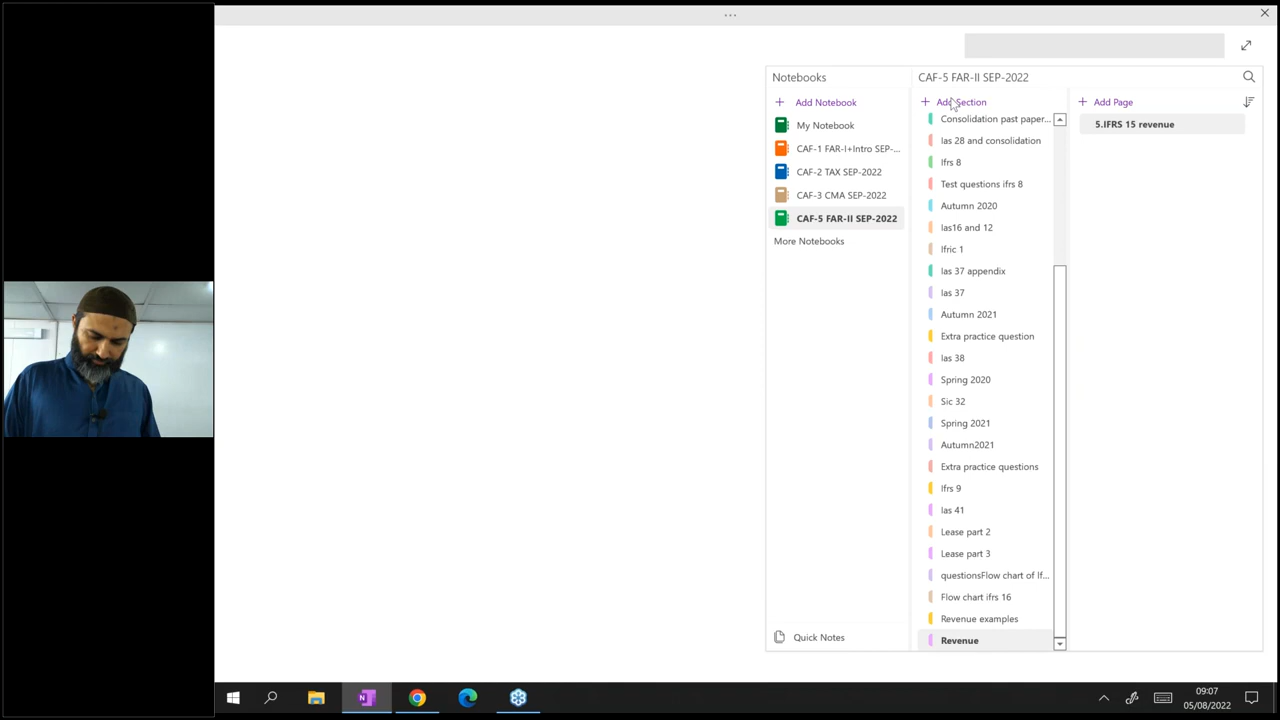 Notebooks
CAF-5 FAR-II SEP-2022
+ Add Notebook
My Notebook
CAF-1 FAR-I+Intro SEP-...
CAF-2 TAX SEP-2022
CAF-3 CMA SEP-2022
CAF-5 FAR-II SEP-2022
More Notebooks
Quick Notes
+ Add Section
Consolidation past paper...
Ias 28 and consolidation
Ifrs 8
Test questions ifrs 8
Autumn 2020
Ias16 and 12
Ifric 1
Ias 37 appendix
Ias 37
Autumn 2021
Extra practice question
Ias 38
Spring 2020
Sic 32
Spring 2021
Autumn2021
Extra practice questions
Ifrs 9
Ias 41
Lease part 2
Lease part 3
questionsFlow chart of If...
Flow chart ifrs 16
Revenue examples
Revenue
+ Add Page
5.IFRS 15 revenue
09:07
05/08/2022